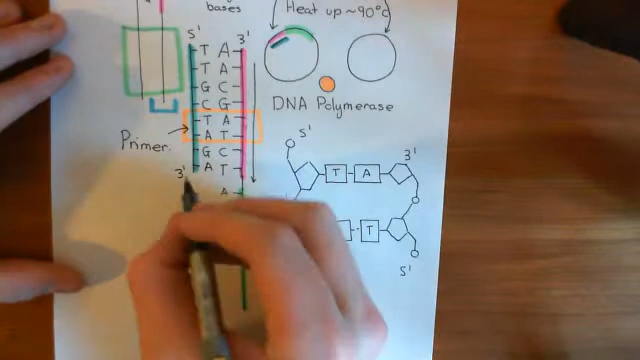 bases
Heat up ~90°c
5' 3'
T A
T A
G C
C G
T A
A T
G C
A T
3'
A
Primer.
DNA Polymerase
5'
3'
T A
T
5'